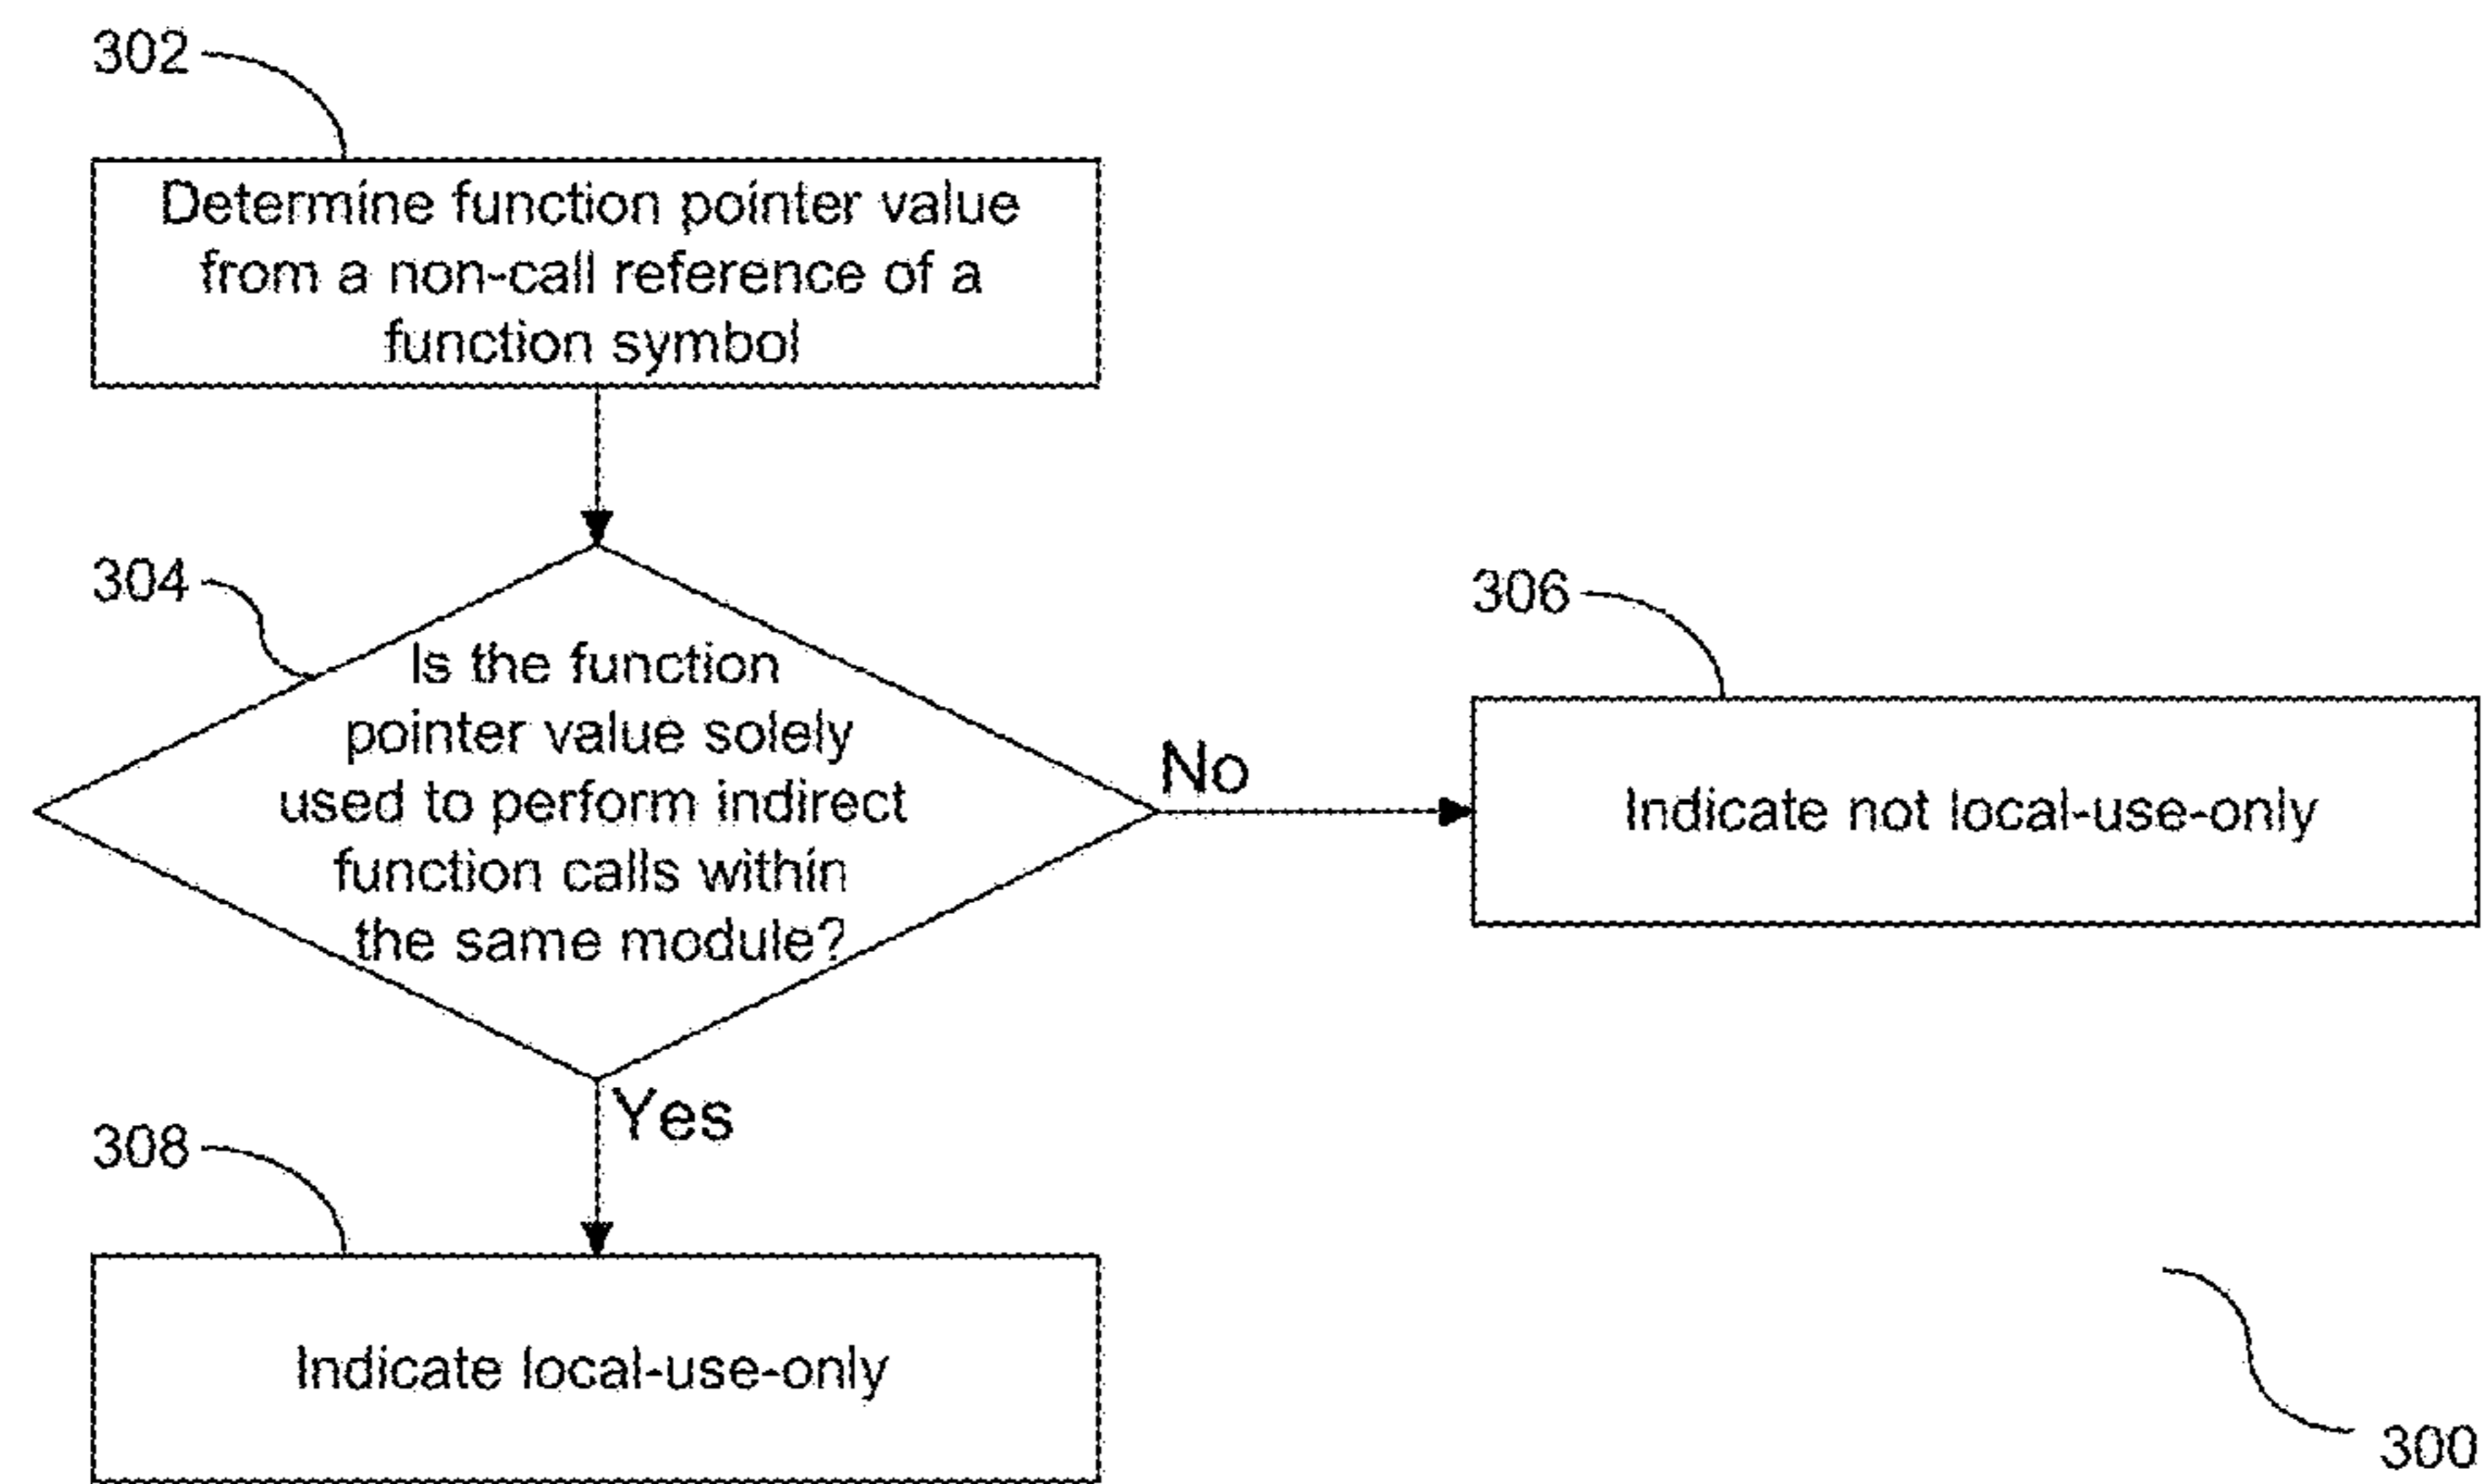 302
Determine function pointer value
from a non-call reference of a
function symbol
304
Is the function
pointer value solely
used to perform indirect
function calls within
the same module?
No
306
Indicate not local-use-only
Yes
308
Indicate local-use-only
300